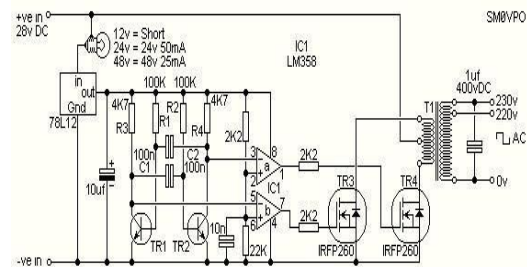 +ve in
28v DC
12v = Short
24v = 24v 50mA
48v = 48v 25mA
SM0VPO
IC1
LM358
in
out
Gnd
78L12
100K 100K
4K7
R3
R1
R2
4K7
R4
2K2
100n
C1
C2
100n
3
2
a
8
1
IC1
5
6
b
7
4
2K2
2K2
10uf
+
-
TR1
TR2
10n
22K
TR3
IRFP260
TR4
IRFP260
T1
1uf
400vDC
230v
220v
AC
0v
-ve in